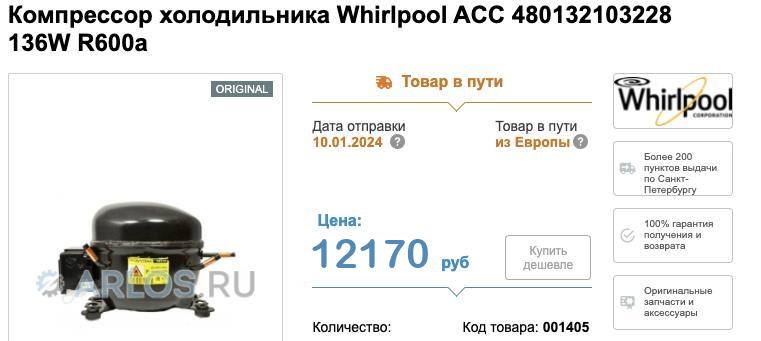 Компрессор холодильника Whirlpool ACC 480132103228
136W R600a
ORIGINAL
ARLOS.RU
Товар в пути
Дата отправки
10.01.2024 ?
Товар в пути
из Европы ?
Цена:
12170 руб
Купить
дешевле
Количество:
Код товара: 001405
Whirlpool
CORPORATION
Более 200
пунктов выдачи
по Санкт-
Петербургу
100% гарантия
получения и
возврата
Оригинальные
запчасти и
аксессуары